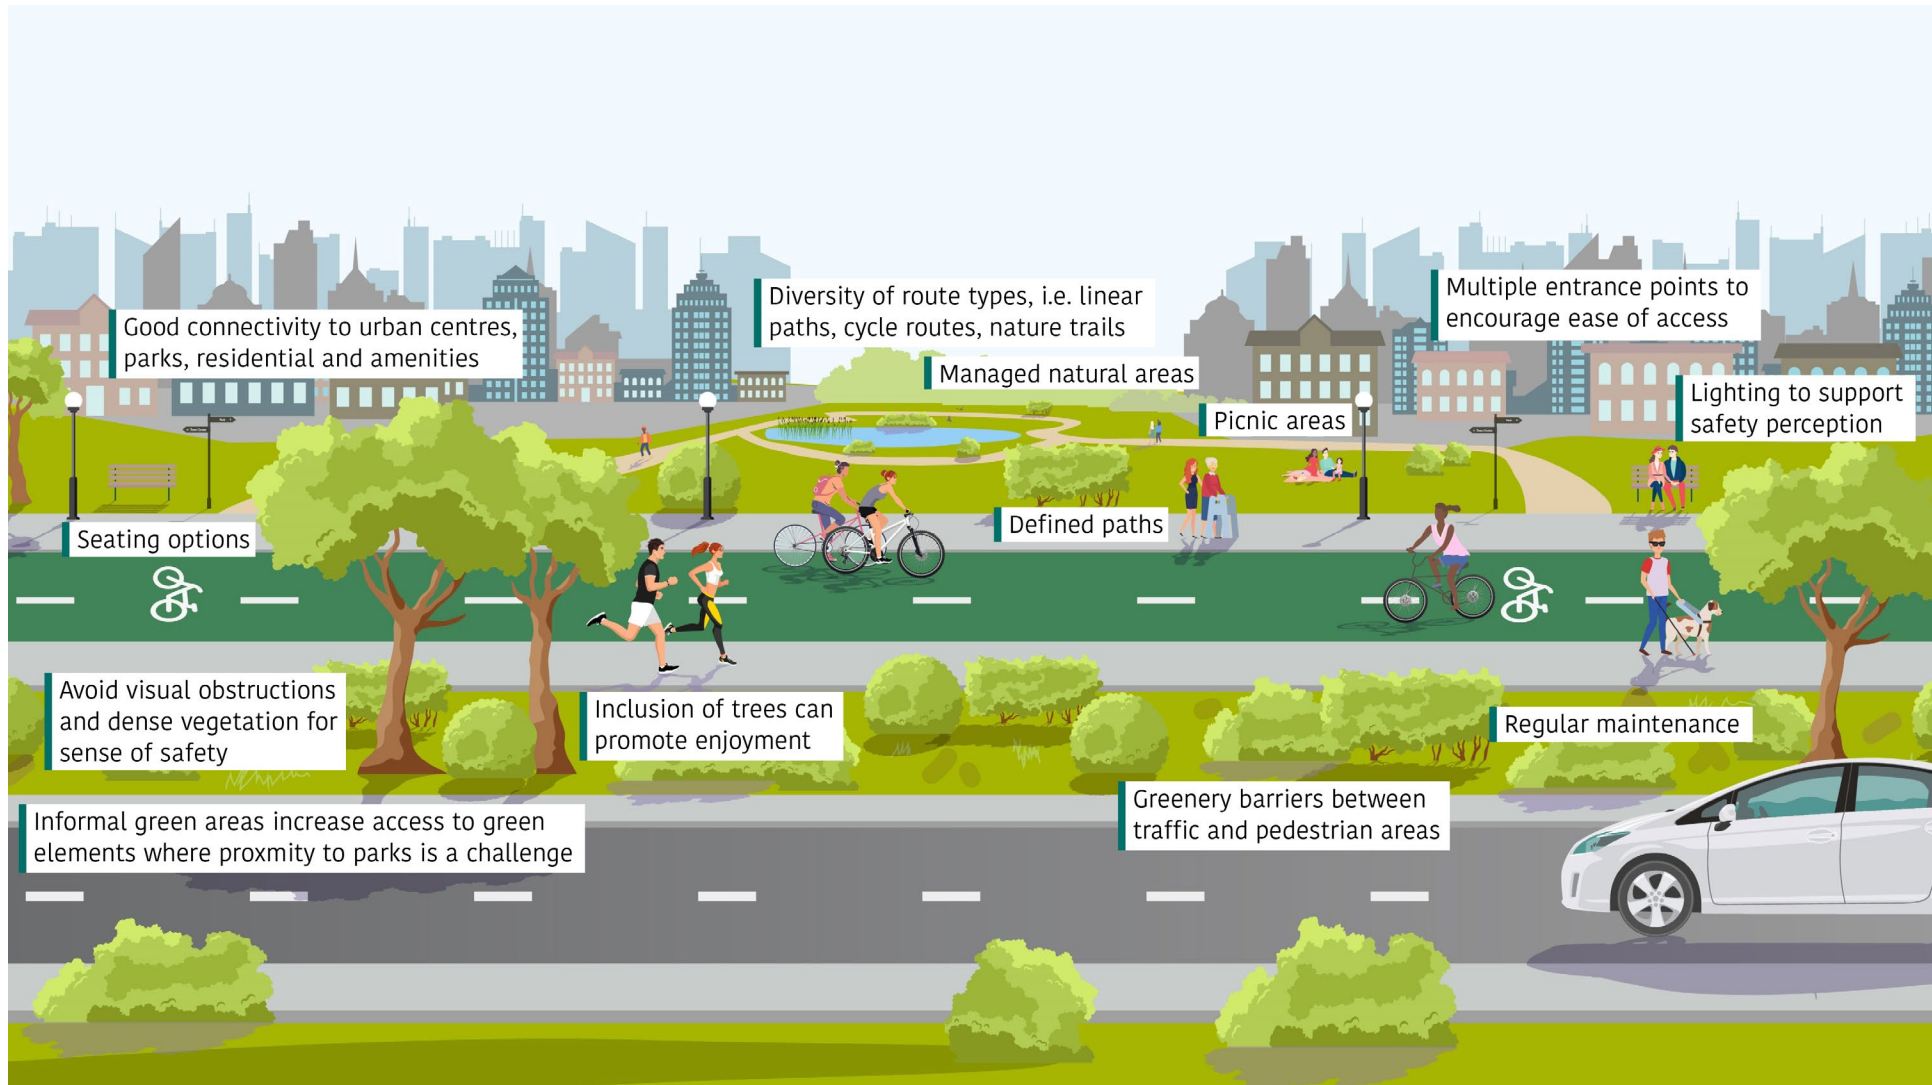 Diversity of route types, i.e. linear
paths, cycle routes, nature trails
Multiple entrance points to
encourage ease of access
Good connectivity to urban centres,
parks, residential and amenities
Managed natural areas
Lighting to support
safety perception
Picnic areas
Seating options
Defined paths
Avoid visual obstructions
and dense vegetation for
sense of safety
Inclusion of trees can
promote enjoyment
Regular maintenance
Greenery barriers between
traffic and pedestrian areas
Informal green areas increase access to green
elements where proxmity to parks is a challenge